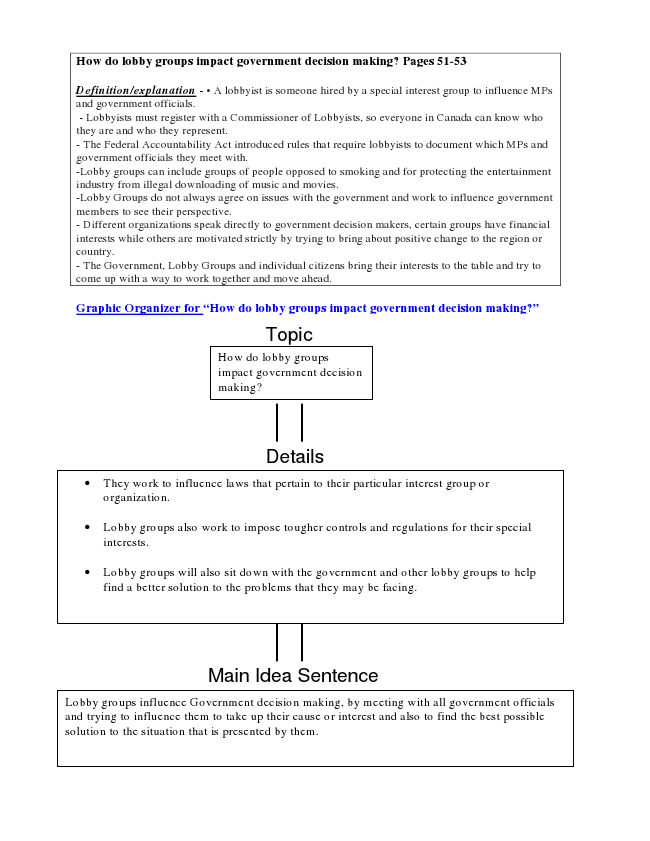 How do lobby groups impact government decision making? Pages 51-53
Definition/explanation - • A lobbyist is someone hired by a special interest group to influence MPs
and government officials.
- Lobbyists must register with a Commissioner of Lobbyists, so everyone in Canada can know who
they are and who they represent.
- The Federal Accountability Act introduced rules that require lobbyists to document which MPs and
government officials they meet with.
-Lobby groups can include groups of people opposed to smoking and for protecting the entertainment
industry from illegal downloading of music and movies.
-Lobby Groups do not always agree on issues with the government and work to influence government
members to see their perspective.
- Different organizations speak directly to government decision makers, certain groups have financial
interests while others are motivated strictly by trying to bring about positive change to the region or
country.
- The Government, Lobby Groups and individual citizens bring their interests to the table and try to
come up with a way to work together and move ahead.
Graphic Organizer for “How do lobby groups impact government decision making?”
Topic
How do lobby groups
impact government decision
making?
Details
• They work to influence laws that pertain to their particular interest group or
organization.
• Lobby groups also work to impose tougher controls and regulations for their special
interests.
• Lobby groups will also sit down with the government and other lobby groups to help
find a better solution to the problems that they may be facing.
Main Idea Sentence
Lobby groups influence Government decision making, by meeting with all government officials
and trying to influence them to take up their cause or interest and also to find the best possible
solution to the situation that is presented by them.